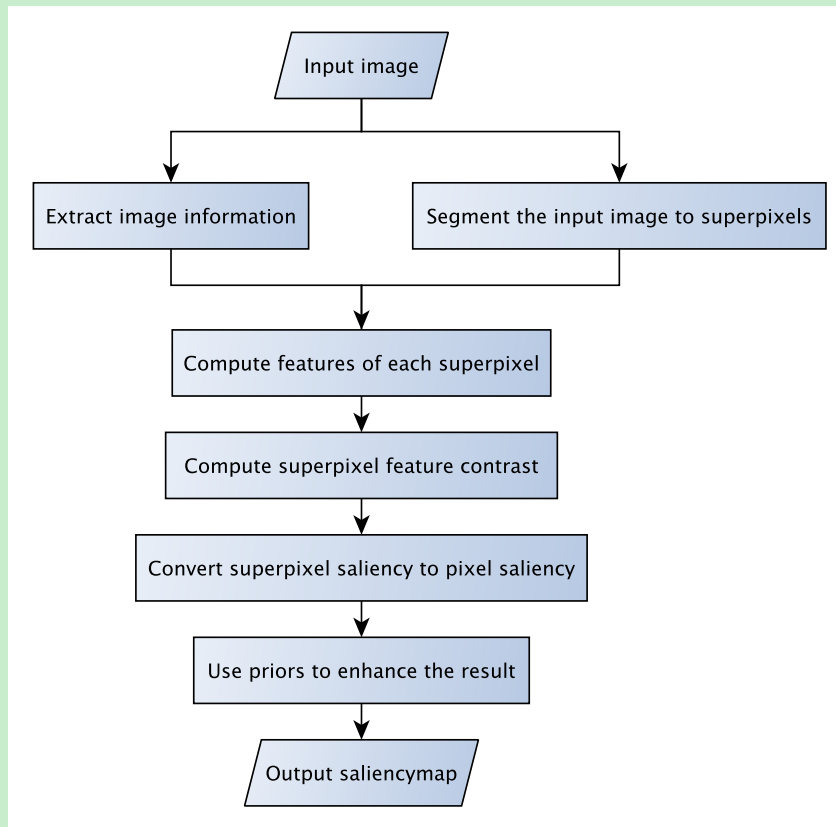 Input image
Extract image information
Segment the input image to superpixels
Compute features of each superpixel
Compute superpixel feature contrast
Convert superpixel saliency to pixel saliency
Use priors to enhance the result
Output saliencymap